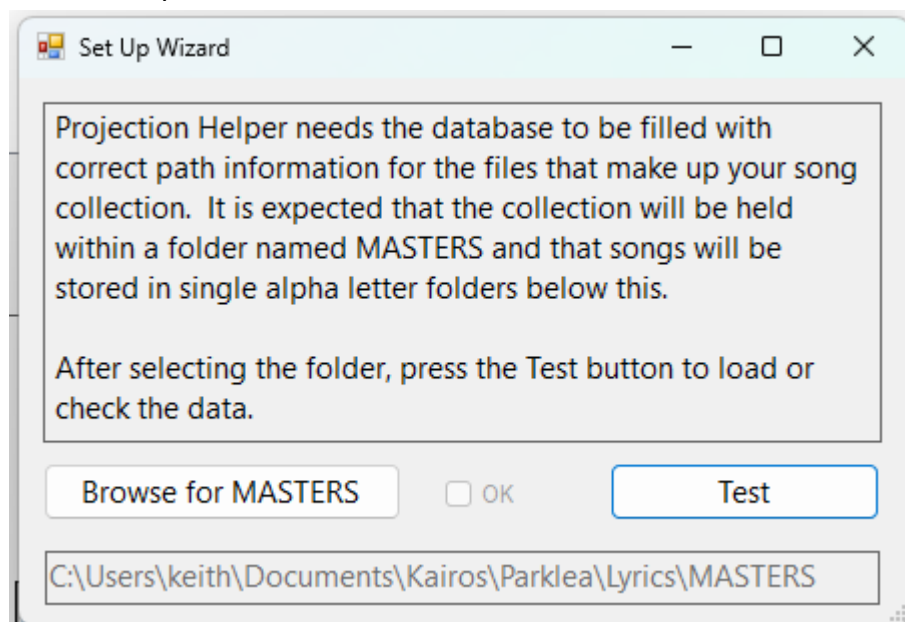 Set Up Wizard
Projection Helper needs the database to be filled with
correct path information for the files that make up your song
collection.  It is expected that the collection will be held
within a folder named MASTERS and that songs will be
stored in single alpha letter folders below this.
After selecting the folder, press the Test button to load or
check the data.
Browse for MASTERS OK Test
C:\Users\keith\Documents\Kairos\Parklea\Lyrics\MASTERS